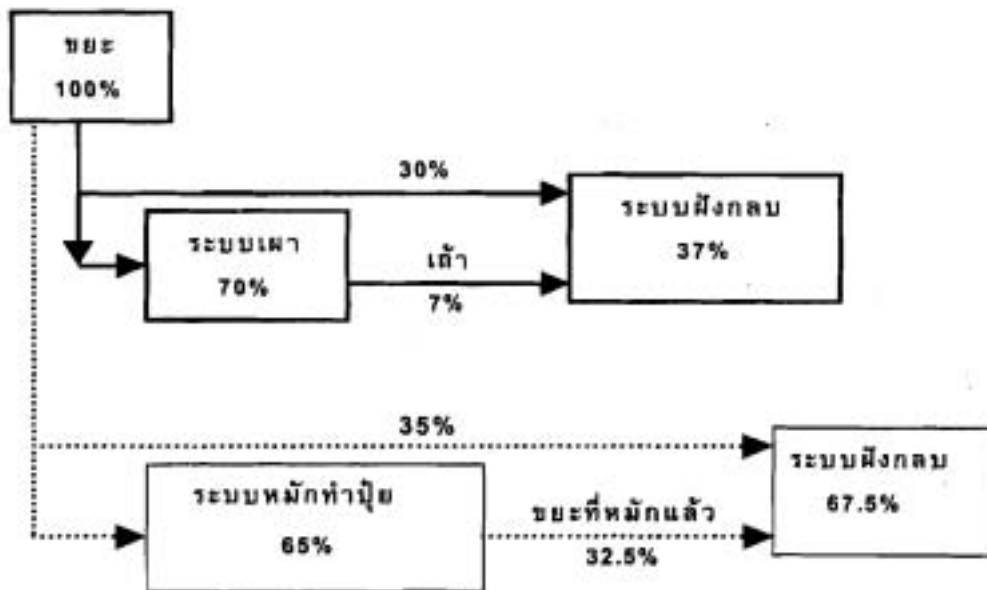 ขยะ
100%
30%
ระบบฝังกลบ
37%
ระบบเผา
70%
เถ้า
7%
35%
ระบบฝังกลบ
67.5%
ระบบหมักทำปุ๋ย
65%
ขยะที่หมักแล้ว
32.5%